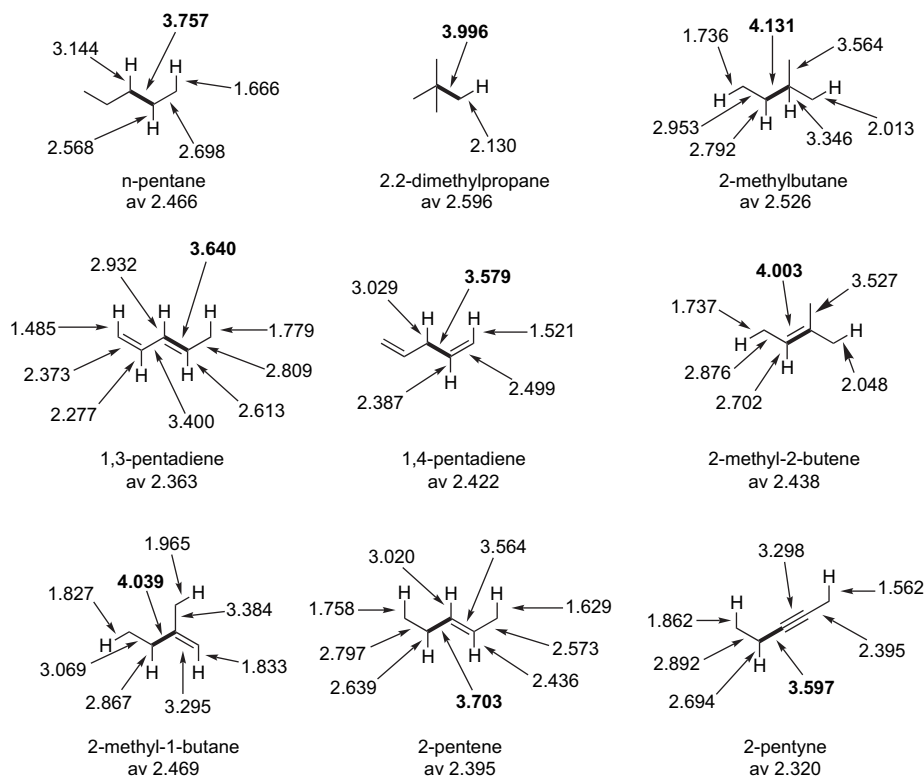 3.757
3.144
H
H
1.666
H
2.568
2.698
n-pentane
av 2.466
3.996
H
2.130
2.2-dimethylpropane
av 2.596
1.736
4.131
3.564
H
H
H
H
2.953
2.792
3.346
2.013
2-methylbutane
av 2.526
3.640
2.932
H
H
H
1.485
1.779
2.373
H
H
2.809
2.277
3.400
2.613
1,3-pentadiene
av 2.363
3.029
3.579
H
H
1.521
H
2.387
2.499
1,4-pentadiene
av 2.422
4.003
1.737
3.527
H
H
2.876
H
2.702
2.048
2-methyl-2-butene
av 2.438
1.965
1.827
4.039
H
3.384
H
3.069
H
H
1.833
2.867
3.295
2-methyl-1-butane
av 2.469
3.020
3.564
H
H
H
1.758
1.629
2.797
H
H
2.573
2.639
2.436
3.703
2-pentene
av 2.395
3.298
H
1.562
H
1.862
2.892
H
2.395
2.694
3.597
2-pentyne
av 2.320